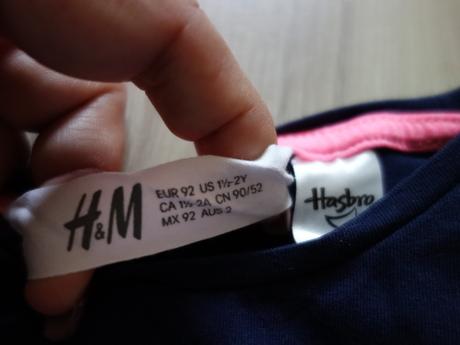 H&M
EUR 92 US 1½-2Y
CA 1½-2A CN 90/52
MX 92 AUS 2
Hasbro